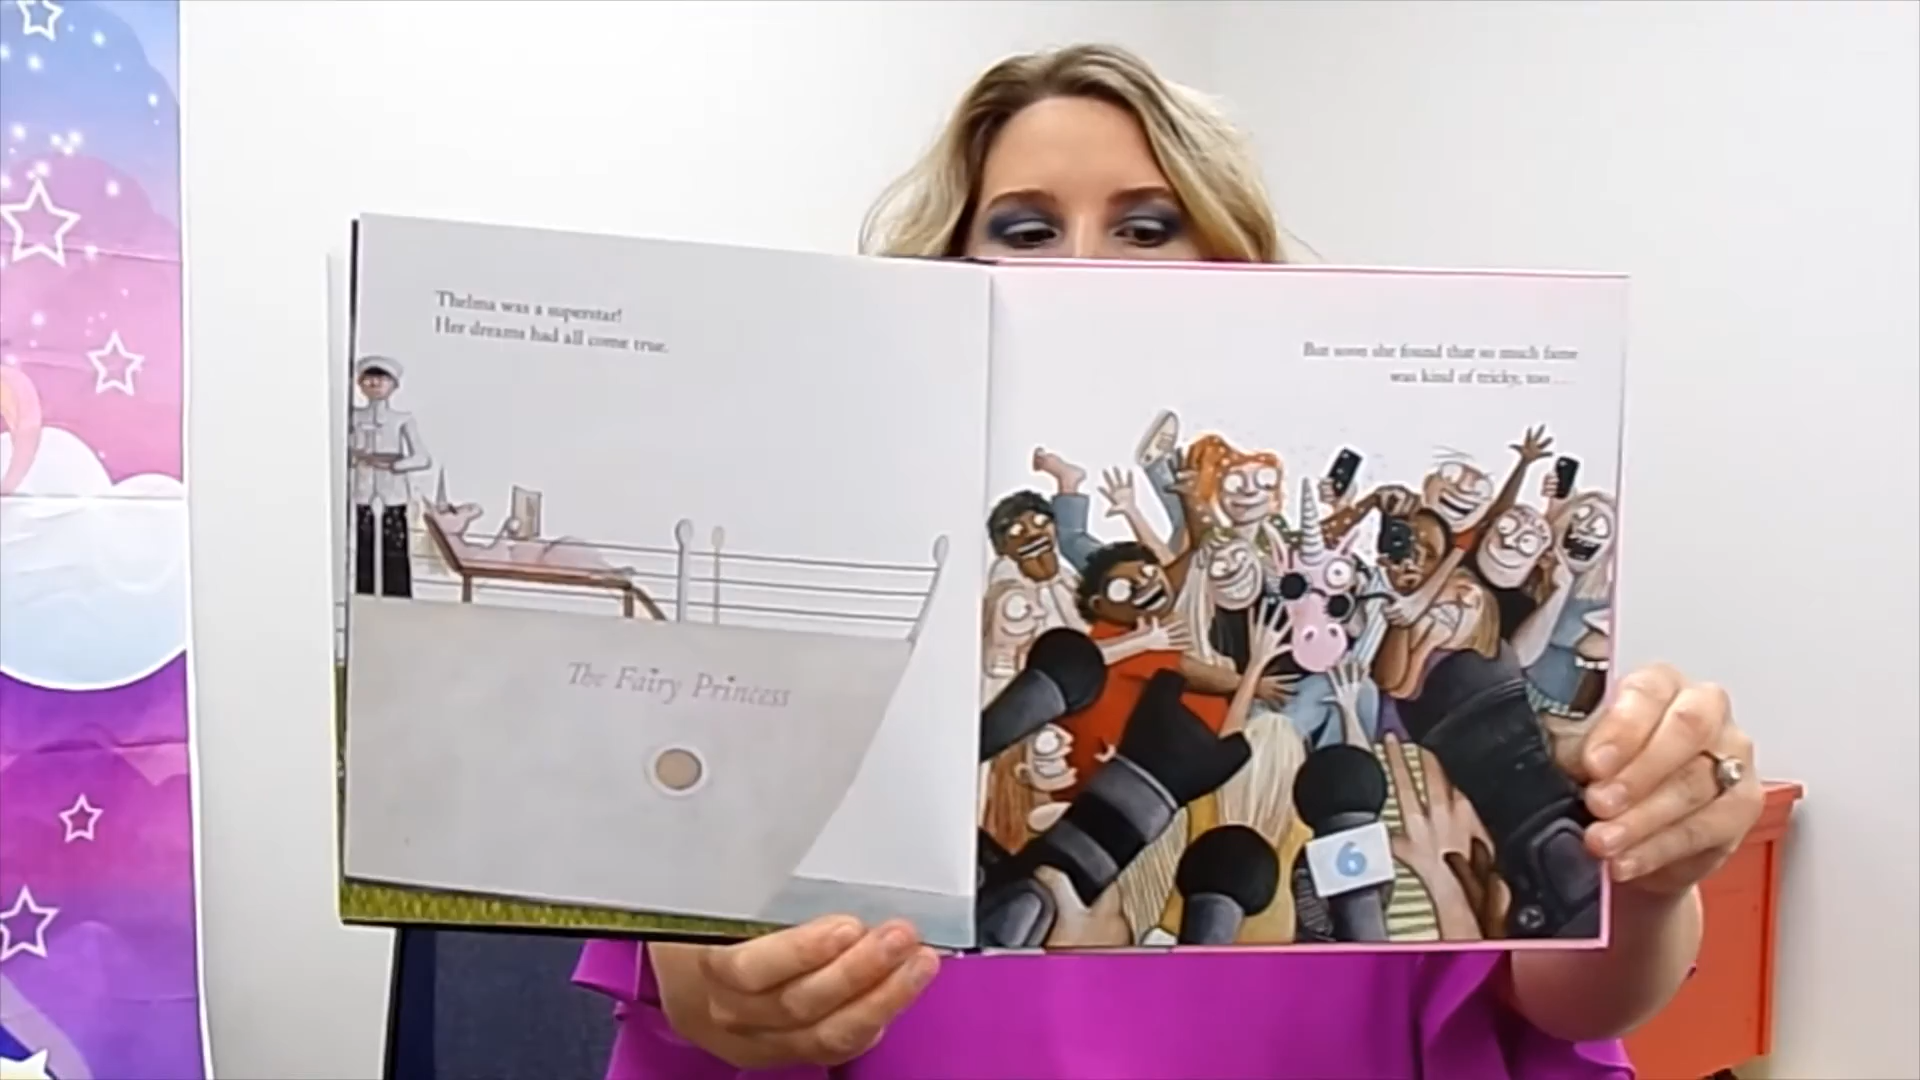 Thelma was a superstar!
Her dreams had all come true.
The Fairy Princess
But soon she found that so much fame
was kind of tricky, too . . .
6